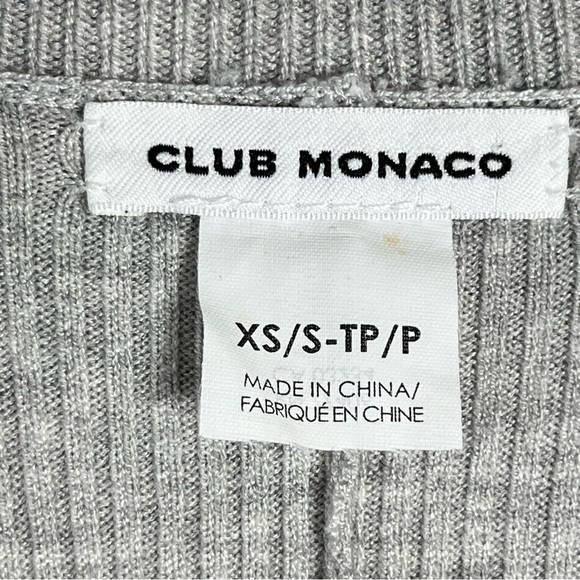 CLUB MONACO
XS/S-TP/P
MADE IN CHINA/
FABRIQUÉ EN CHINE